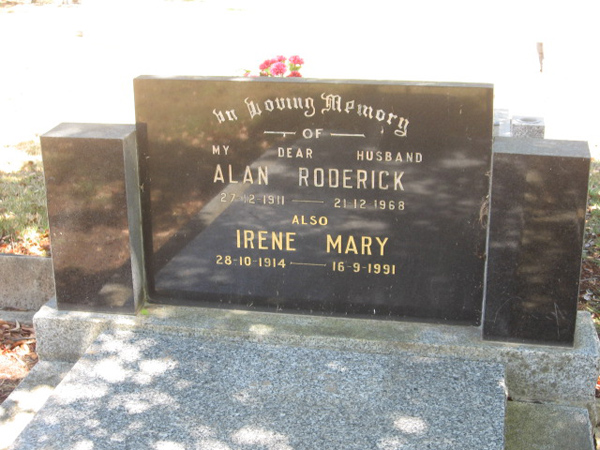 In Loving Memory
OF
MY DEAR HUSBAND
ALAN RODERICK
27-12-1911 — 21.12.1968
ALSO
IRENE MARY
28-10-1914 — 16-9-1991